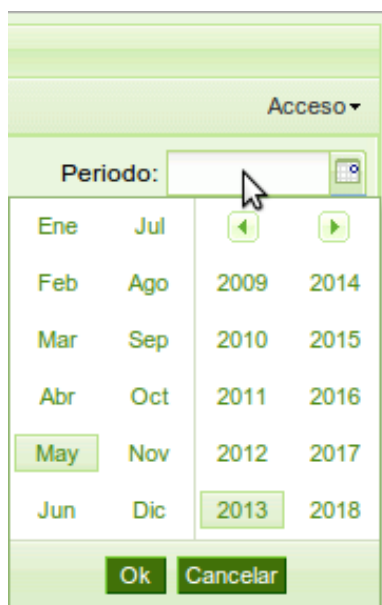 Acceso
Periodo:
Ene Jul
Feb Ago 2009 2014
Mar Sep 2010 2015
Abr Oct 2011 2016
May Nov 2012 2017
Jun Dic 2013 2018
Ok Cancelar